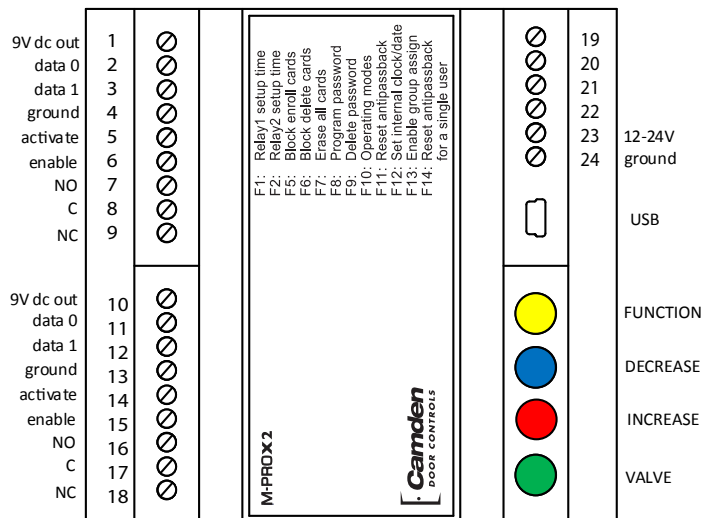 9V dc out 1
data 0 2
data 1 3
ground 4
activate 5
enable 6
NO 7
C 8
NC 9
9V dc out 10
data 0 11
data 1 12
ground 13
activate 14
enable 15
NO 16
C 17
NC 18
F1: Relay1 setup time
F2: Relay2 setup time
F5: Block enroll cards
F6: Block delete cards
F7: Erase all cards
F8: Program password
F9: Delete password
F10: Operating modes
F11: Reset antipassback
F12: Set internal clock/date
F13: Enable group assign
F14: Reset antipassback
for a single user
M-PROX2
Camden
DOOR CONTROLS
19
20
21
22
23 12-24V
24 ground
USB
FUNCTION
DECREASE
INCREASE
VALVE